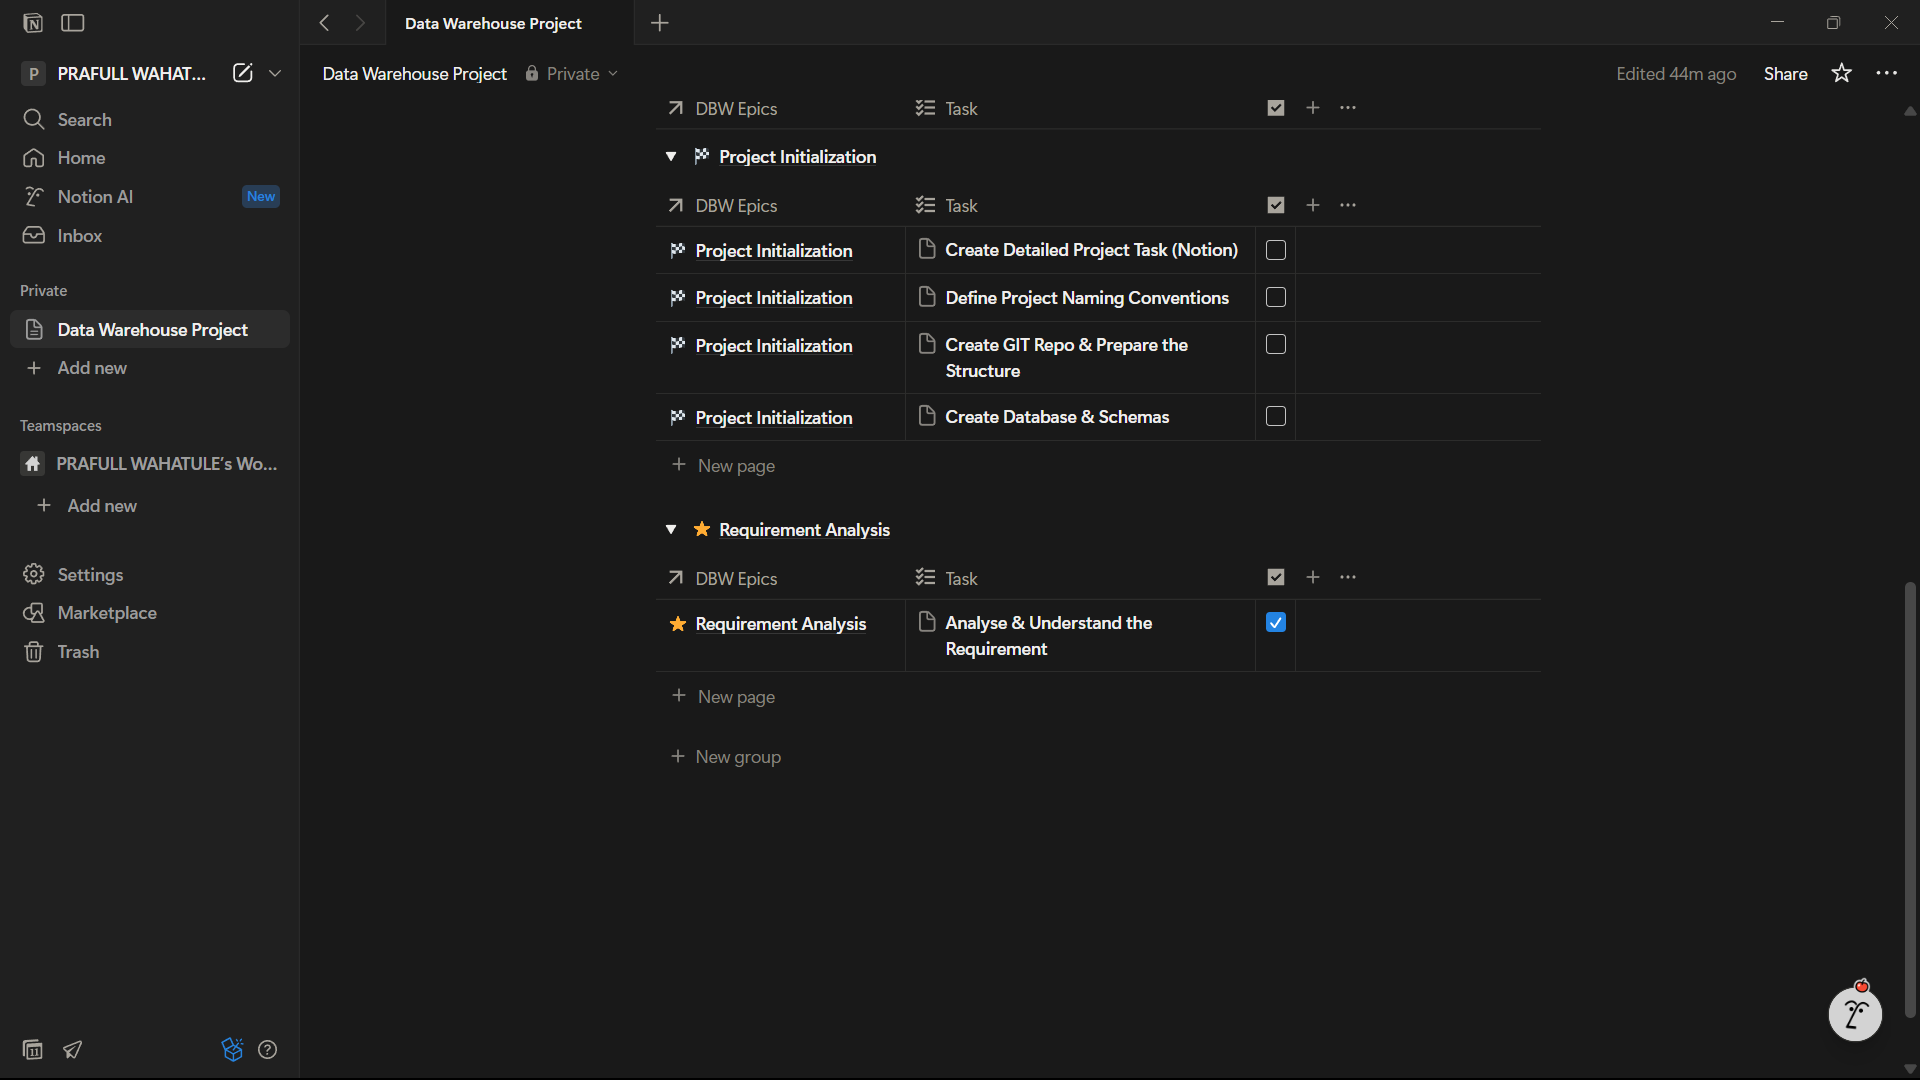 Data Warehouse Project
P PRAFULL WAHAT...
Data Warehouse Project Private
Edited 44m ago Share
Search
Home
Notion AI New
Inbox
Private
Data Warehouse Project
Add new
Teamspaces
PRAFULL WAHATULE's Wo...
Add new
Settings
Marketplace
Trash
11
DBW Epics Task
Project Initialization
DBW Epics Task
Project Initialization Create Detailed Project Task (Notion)
Project Initialization Define Project Naming Conventions
Project Initialization Create GIT Repo & Prepare the
Structure
Project Initialization Create Database & Schemas
New page
Requirement Analysis
DBW Epics Task
Requirement Analysis Analyse & Understand the
Requirement
New page
New group